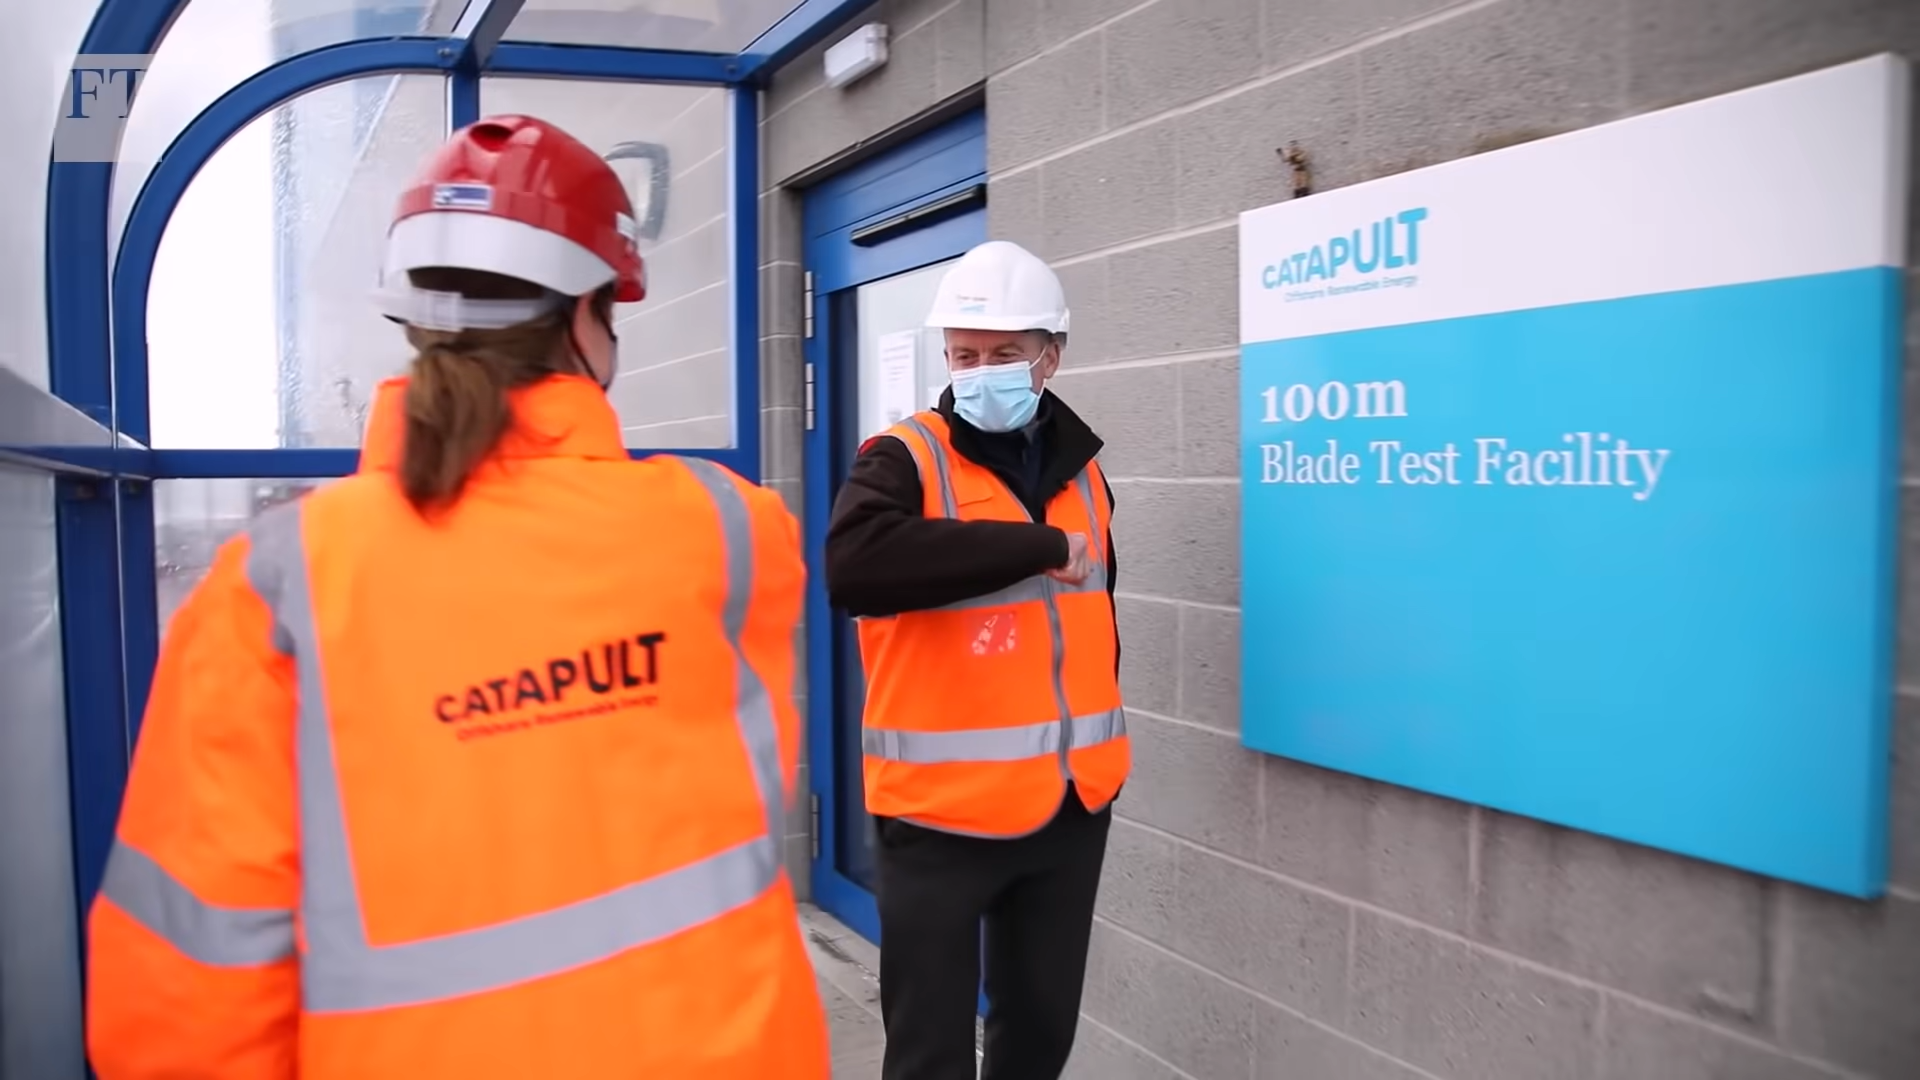 FT
CATAPULT
Offshore Renewable Energy
100m
Blade Test Facility
CATAPULT
Offshore Renewable Energy